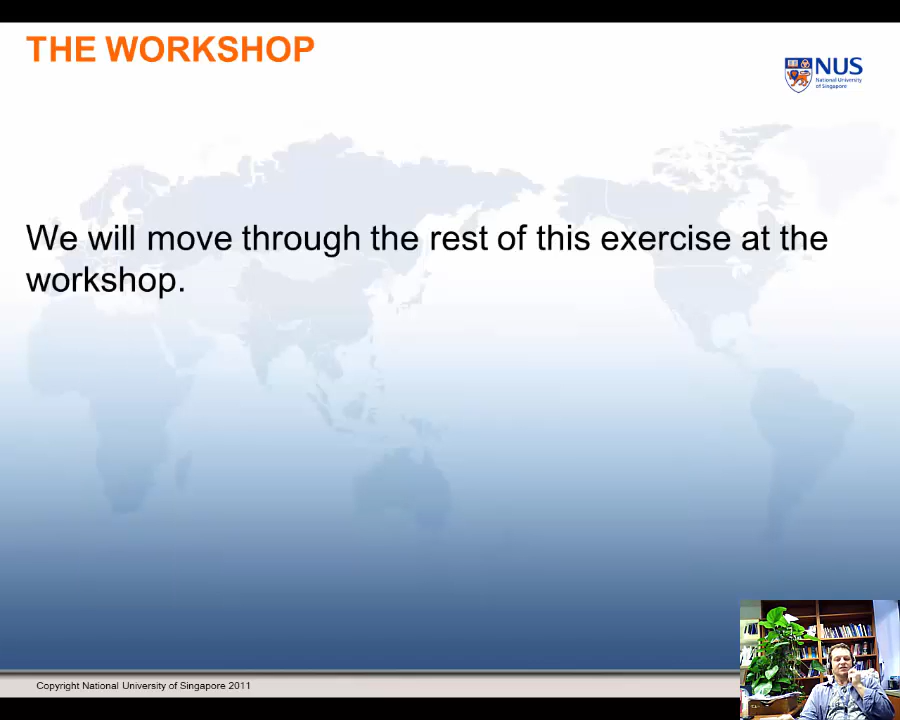 THE WORKSHOP
NUS
National University
of Singapore
We will move through the rest of this exercise at the
workshop.
Copyright National University of Singapore 2011